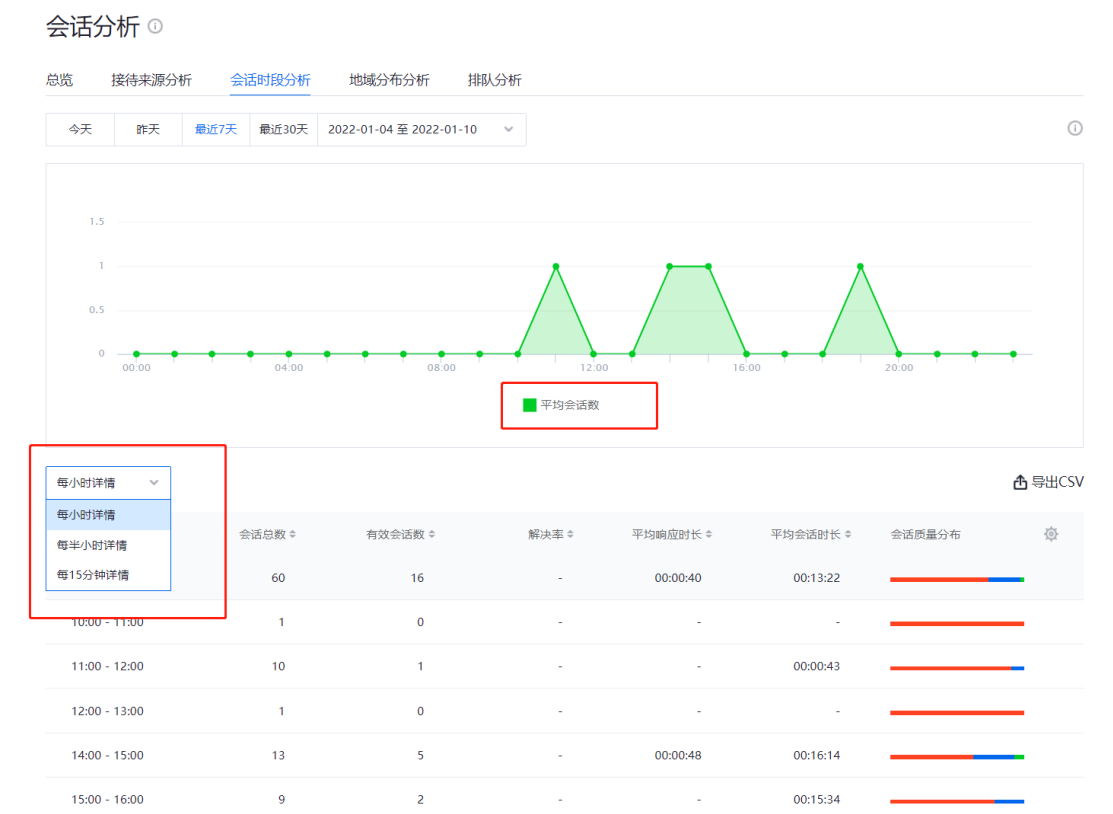 会话分析
总览 接待来源分析 会话时段分析 地域分布分析 排队分析
今天 昨天 最近7天 最近30天 2022-01-04 至 2022-01-10
1.5
1
0.5
0
00:00 04:00 08:00 12:00 16:00 20:00
平均会话数
每小时详情 导出CSV
每小时详情
每半小时详情
每15分钟详情
会话总数 有效会话数 解决率 平均响应时长 平均会话时长 会话质量分布
60 16 - 00:00:40 00:13:22
10:00 - 11:00 1 0 - - -
11:00 - 12:00 10 1 - - 00:00:43
12:00 - 13:00 1 0 - - -
14:00 - 15:00 13 5 - 00:00:48 00:16:14
15:00 - 16:00 9 2 - - 00:15:34